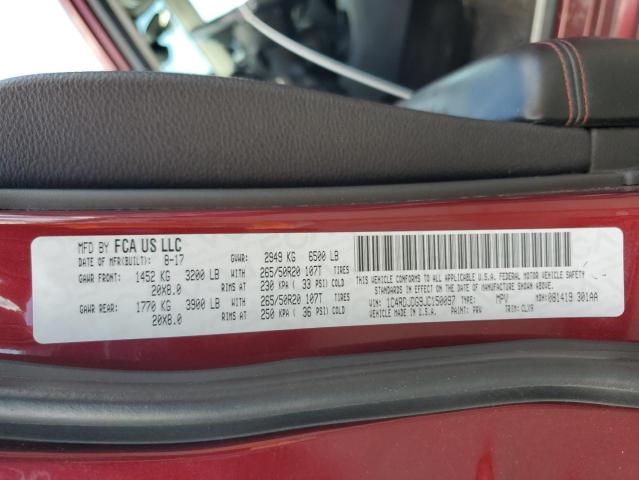 MFD BY FCA US LLC
DATE OF MFR(BUILT): 8-17 GVWR: 2949 KG 6500 LB
GAWR FRONT: 1452 KG 3200 LB WITH 265/50R20 107T
20X8.0 RIMS AT 230 KPA ( 33 PSI) COLD
GAWR REAR: 1770 KG 3900 LB WITH 265/50R20 107T
20X8.0 RIMS AT 250 KPA ( 36 PSI) COLD
THIS VEHICLE CONFORMS TO ALL APPLICABLE U.S.A. FEDERAL MOTOR VEHICLE SAFETY
STANDARDS IN EFFECT ON THE DATE OF MANUFACTURE SHOWN ABOVE.
VIN: 1C4RDJDG9JC150097 TYPE: MPV MDH:081419 301AA
VEHICLE MADE IN U.S.A. PAINT: PRV TRIM: CLX9